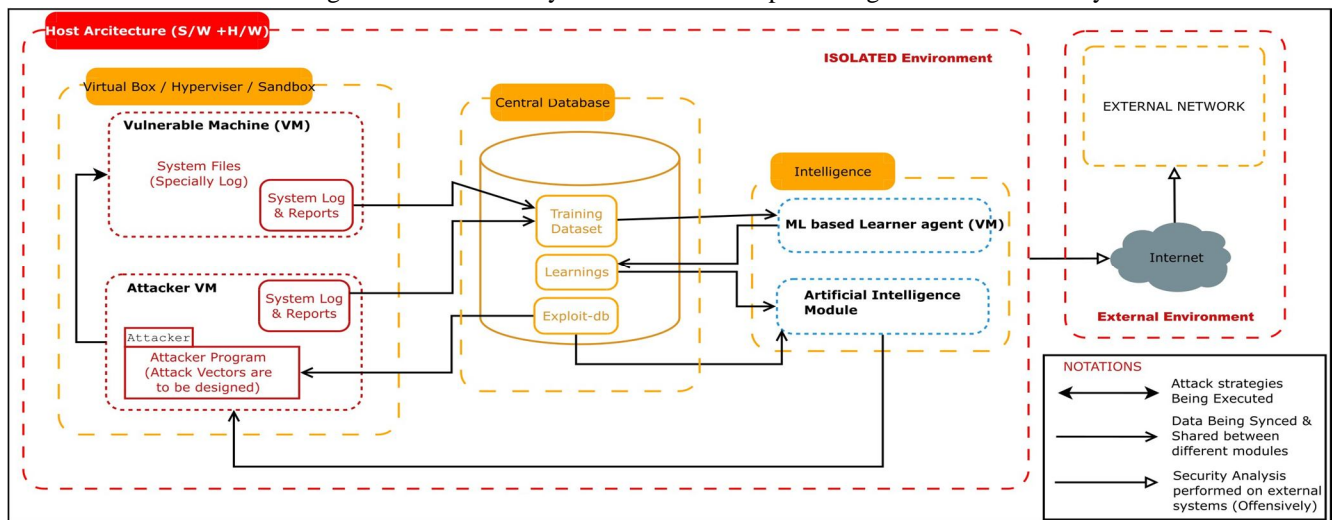 Host Arcitecture (S/W +H/W)
ISOLATED Environment
Virtual Box / Hyperviser / Sandbox
Vulnerable Machine (VM)
System Files
(Specially Log)
System Log
& Reports
Attacker VM
System Log
& Reports
Attacker
Attacker Program
(Attack Vectors are
to be designed)
Central Database
Training
Dataset
Learnings
Exploit-db
Intelligence
ML based Learner agent (VM)
Artificial Intelligence
Module
EXTERNAL NETWORK
Internet
External Environment
NOTATIONS
Attack strategies
Being Executed
Data Being Synced &
Shared between
different modules
Security Analysis
performed on external
systems (Offensively)